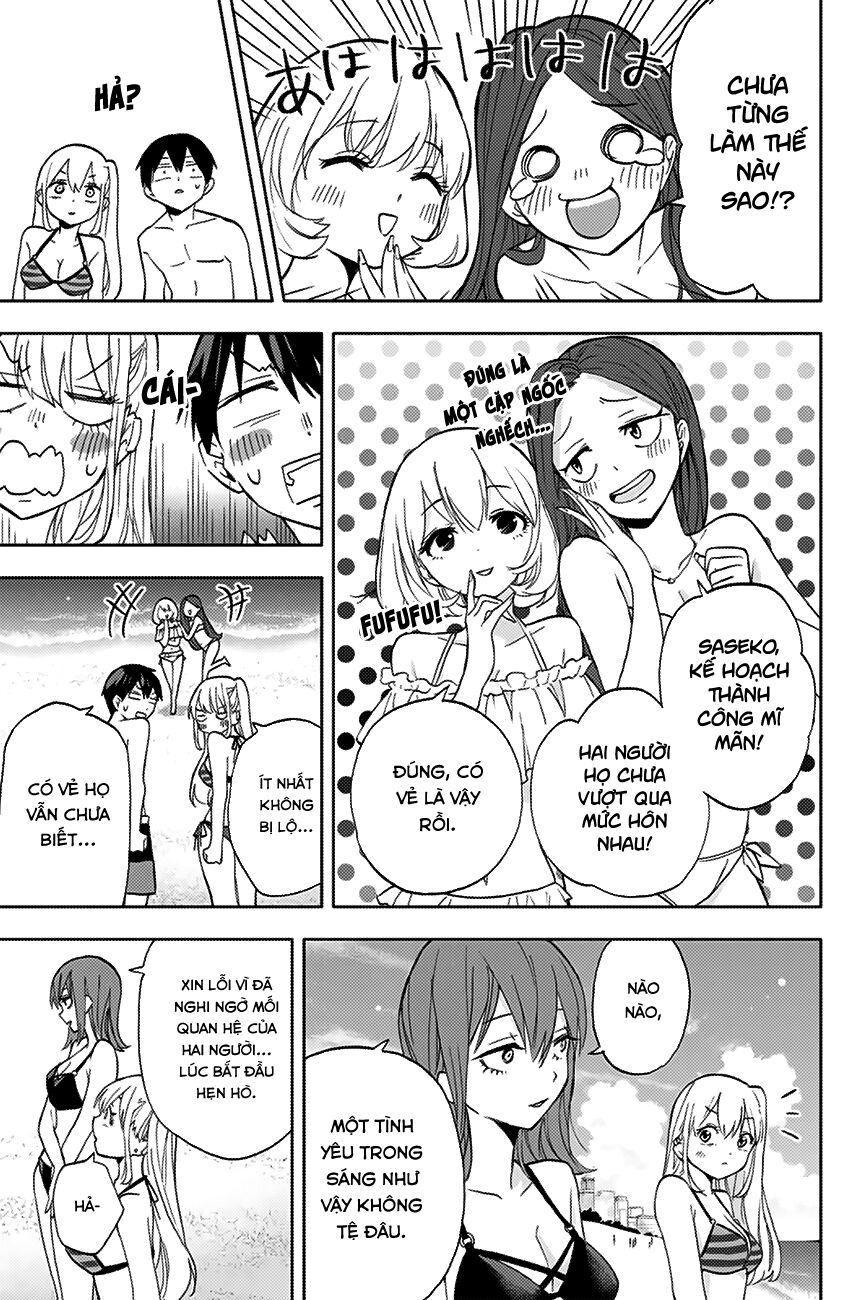 CHƯA
TỪNG
LÀM THẾ
NÀY
SAO!?
あはははははは
HẢ?
ĐÚNG LÀ
MỘT CẶP NGỐC
NGHẾCH...
SASEKO,
KẾ HOẠCH
THÀNH
CÔNG MĨ
MÃN!
HAI NGƯỜI
HỌ CHƯA
VƯỢT QUA
MỨC HÔN
NHAU!
FUFUFU!
ĐÚNG, CÓ
VẺ LÀ VẬY
RỒI.
CÁI-
ÍT NHẤT
KHÔNG
BỊ LỘ...
CÓ VẺ HỌ
VẪN CHƯA
BIẾT...
NÀO
NÀO,
MỘT TÌNH
YÊU TRONG
SÁNG NHƯ
VẬY KHÔNG
TỆ ĐÂU.
XIN LỖI VÌ ĐÃ
NGHI NGỜ MỐI
QUAN HỆ CỦA
HAI NGƯỜI...
LÚC BẮT ĐẦU
HẸN HÒ.
HẢ-